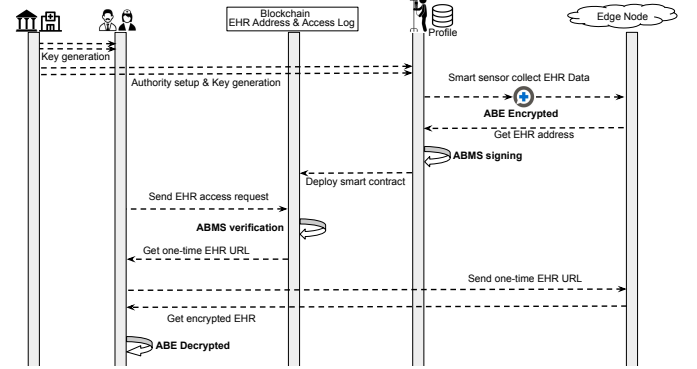 Blockchain
EHR Address & Access Log
Profile
Edge Node
Key generation
Authority setup & Key generation
Smart sensor collect EHR Data
ABE Encrypted
Get EHR address
ABMS signing
Deploy smart contract
Send EHR access request
ABMS verification
Get one-time EHR URL
Send one-time EHR URL
Get encrypted EHR
ABE Decrypted